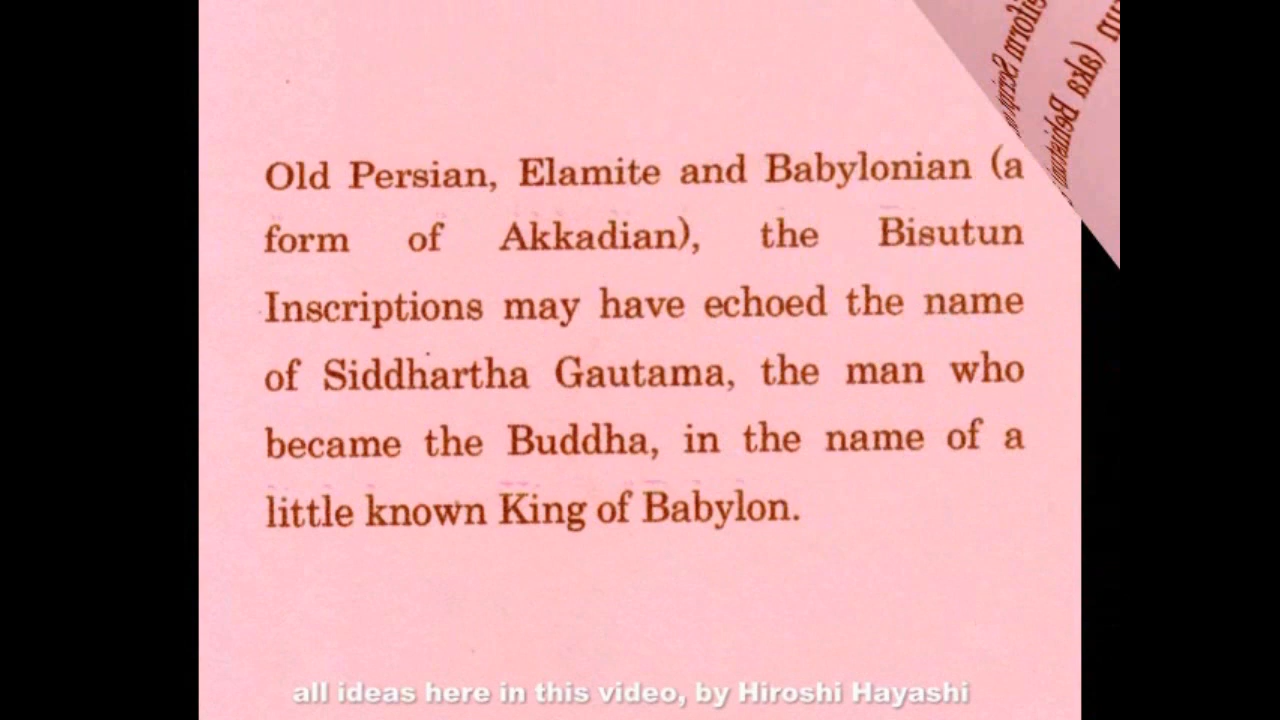 Old Persian, Elamite and Babylonian (a
form of Akkadian), the Bisutun
Inscriptions may have echoed the name
of Siddhartha Gautama, the man who
became the Buddha, in the name of a
little known King of Babylon.
all ideas here in this video, by Hiroshi Hayashi
(aka